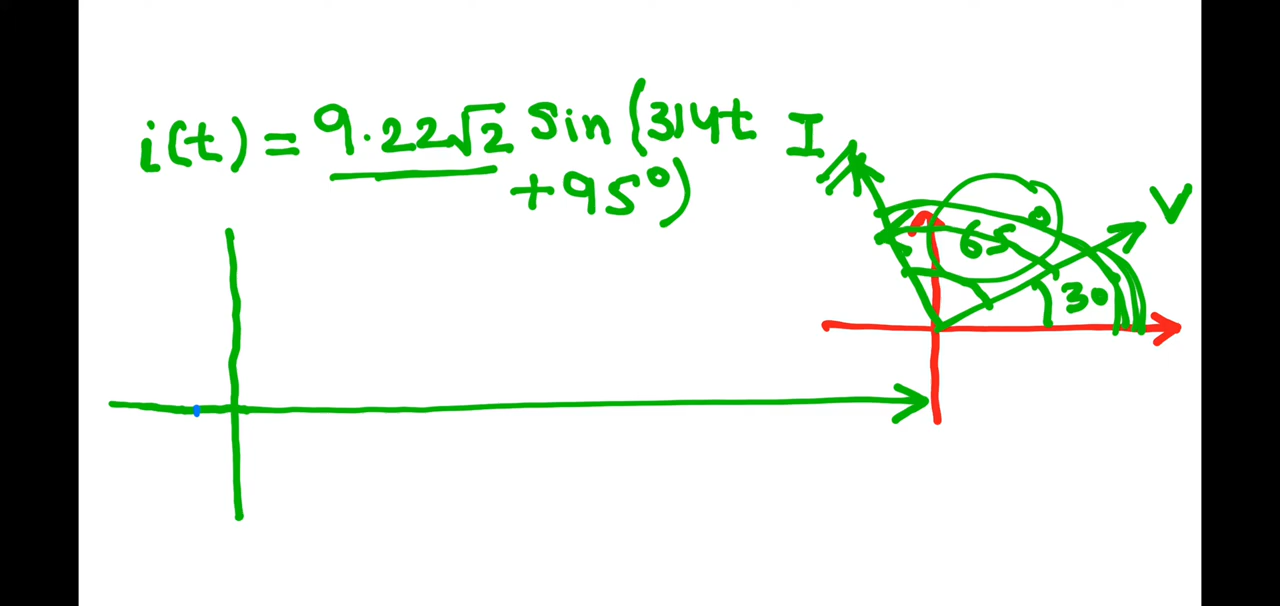 i(t) = 9.22√2 sin (314t
+95°)
I
V
65°
30